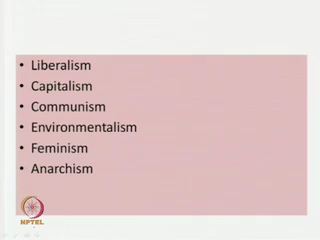 • Liberalism
• Capitalism
• Communism
• Environmentalism
• Feminism
• Anarchism
NPTEL